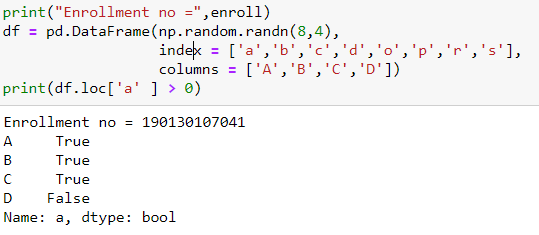 print("Enrollment no =",enroll)
df = pd.DataFrame(np.random.randn(8,4),
index = ['a','b','c','d','o','p','r','s'],
columns = ['A','B','C','D'])
print(df.loc['a' ] > 0)
Enrollment no = 190130107041
A     True
B     True
C     True
D    False
Name: a, dtype: bool